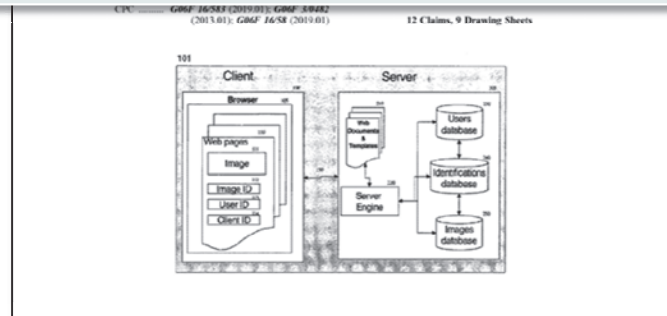 CPC ........ G06F 16/583 (2019.01); G06F 3/0482
(2013.01); G06F 16/58 (2019.01)
12 Claims, 9 Drawing Sheets
101
Client
Server
Browser
Web pages
Image
Image ID
User ID
Client ID
Web
Documents
&
Templates
Server
Engine
Users
database
Identifications
database
Images
database